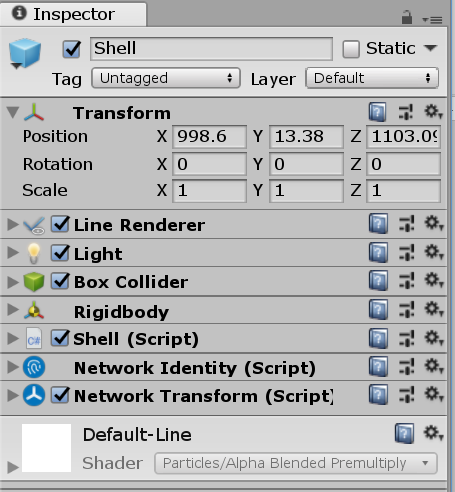 Inspector
Shell Static
Tag Untagged Layer Default
Transform
Position X 998.6 Y 13.38 Z 1103.09
Rotation X 0 Y 0 Z 0
Scale X 1 Y 1 Z 1
Line Renderer
Light
Box Collider
Rigidbody
C# Shell (Script)
Network Identity (Script)
Network Transform (Script)
Default-Line
Shader Particles/Alpha Blended Premultiply